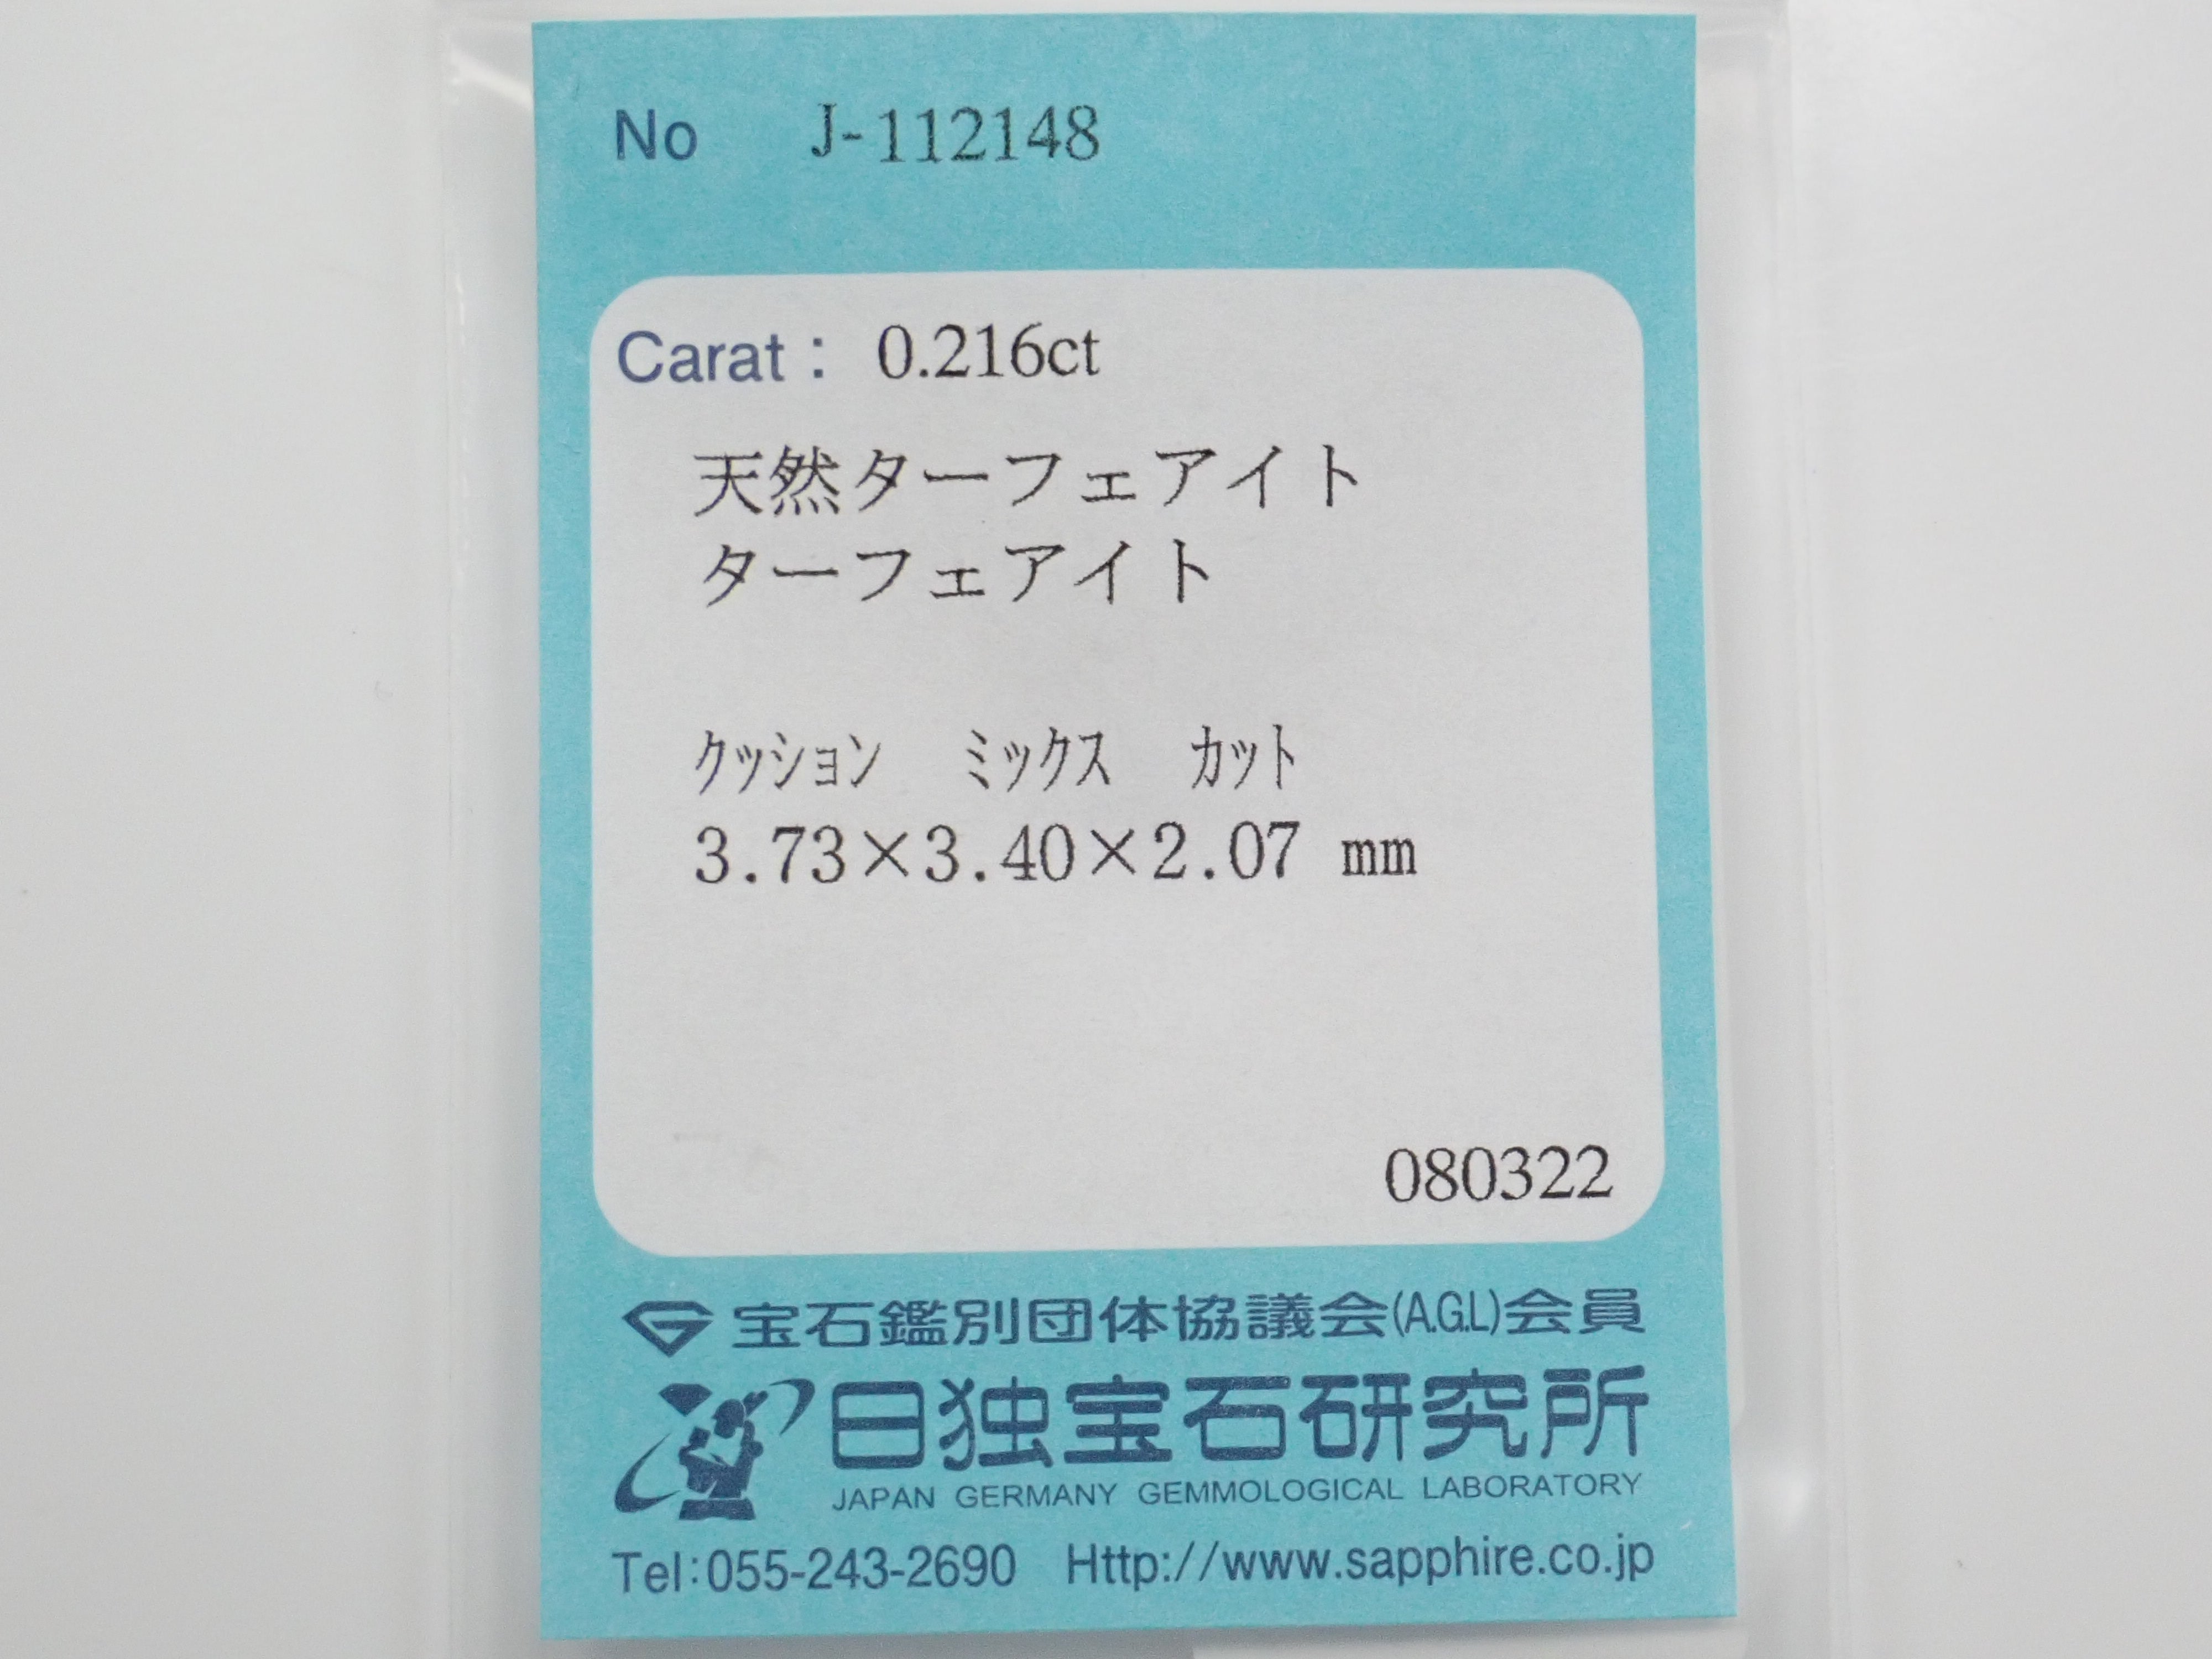 No J-112148
Carat : 0.216ct
天然ターフェアイト
ターフェアイト
ｸｯｼｮﾝ ﾐｯｸｽ ｶｯﾄ
3.73×3.40×2.07 mm
080322
宝石鑑別団体協議会(A.G.L)会員
日独宝石研究所
JAPAN GERMANY GEMMOLOGICAL LABORATORY
Tel:055-243-2690 Http://www.sapphire.co.jp